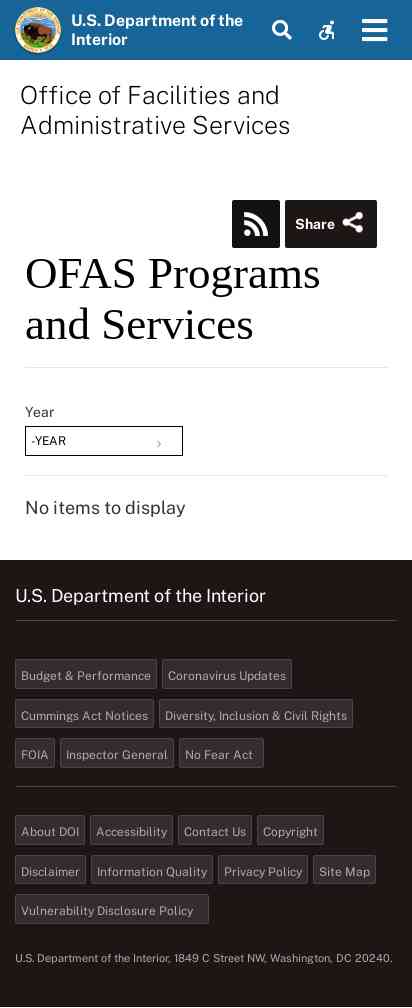 U.S. Department of the
Interior
Office of Facilities and
Administrative Services
Share
OFAS Programs
and Services
Year
-YEAR
No items to display
U.S. Department of the Interior
Budget & Performance Coronavirus Updates
Cummings Act Notices Diversity, Inclusion & Civil Rights
FOIA Inspector General No Fear Act
About DOI Accessibility Contact Us Copyright
Disclaimer Information Quality Privacy Policy Site Map
Vulnerability Disclosure Policy
U.S. Department of the Interior, 1849 C Street NW, Washington, DC 20240.